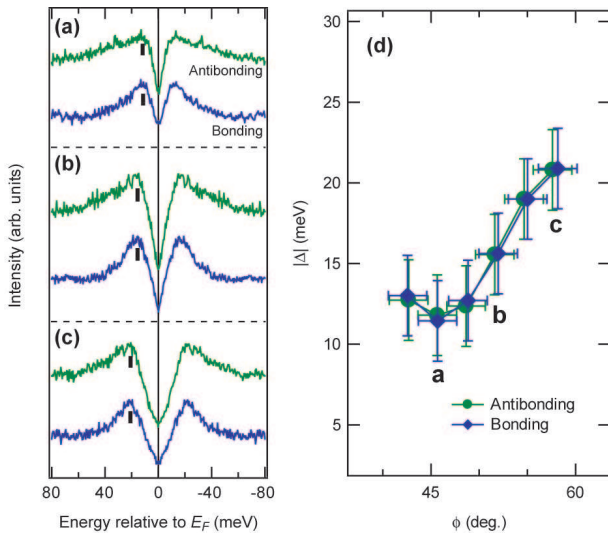 (a)
Antibonding
Bonding
(b)
(c)
Intensity (arb. units)
80 40 0 -40 -80
Energy relative to EF (meV)
(d)
30
25
20
15
10
5
|Δ| (meV)
c
b
a
Antibonding
Bonding
45 60
ϕ (deg.)